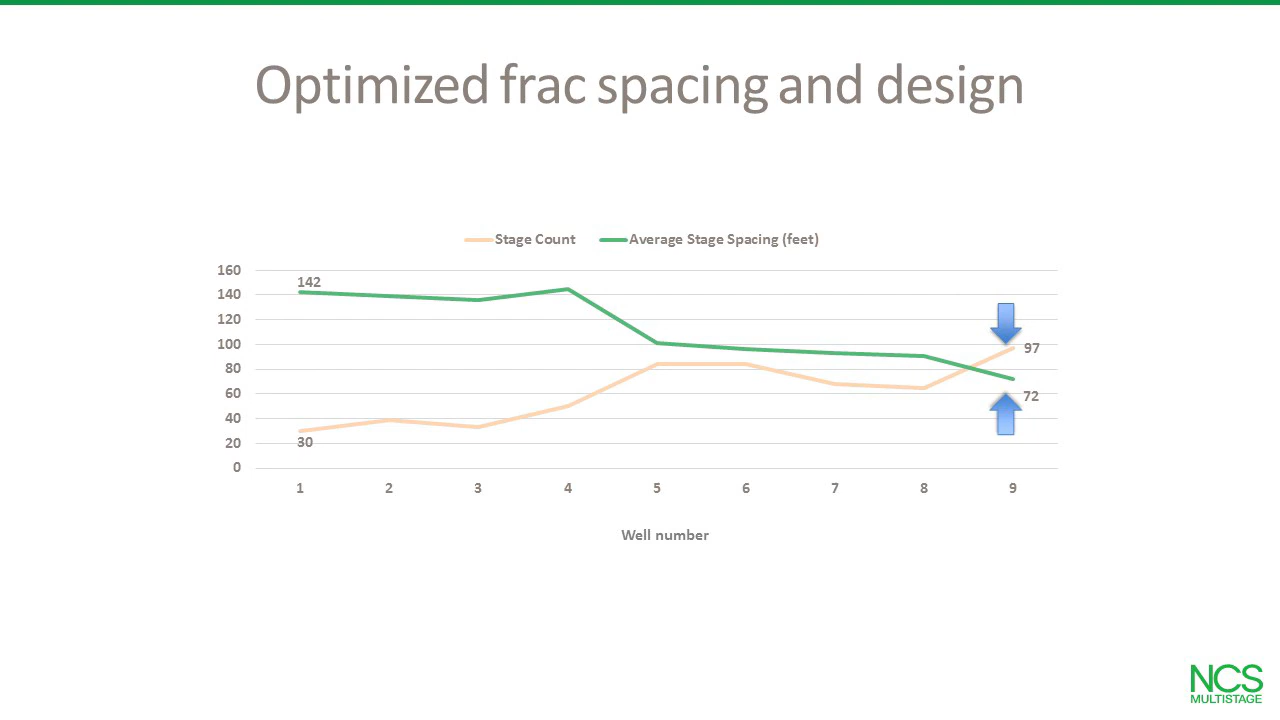 Optimized frac spacing and design
Stage Count Average Stage Spacing (feet)
160
142
140
120
100
97
80
72
60
40
30
20
0
1 2 3 4 5 6 7 8 9
Well number
NCS
MULTISTAGE